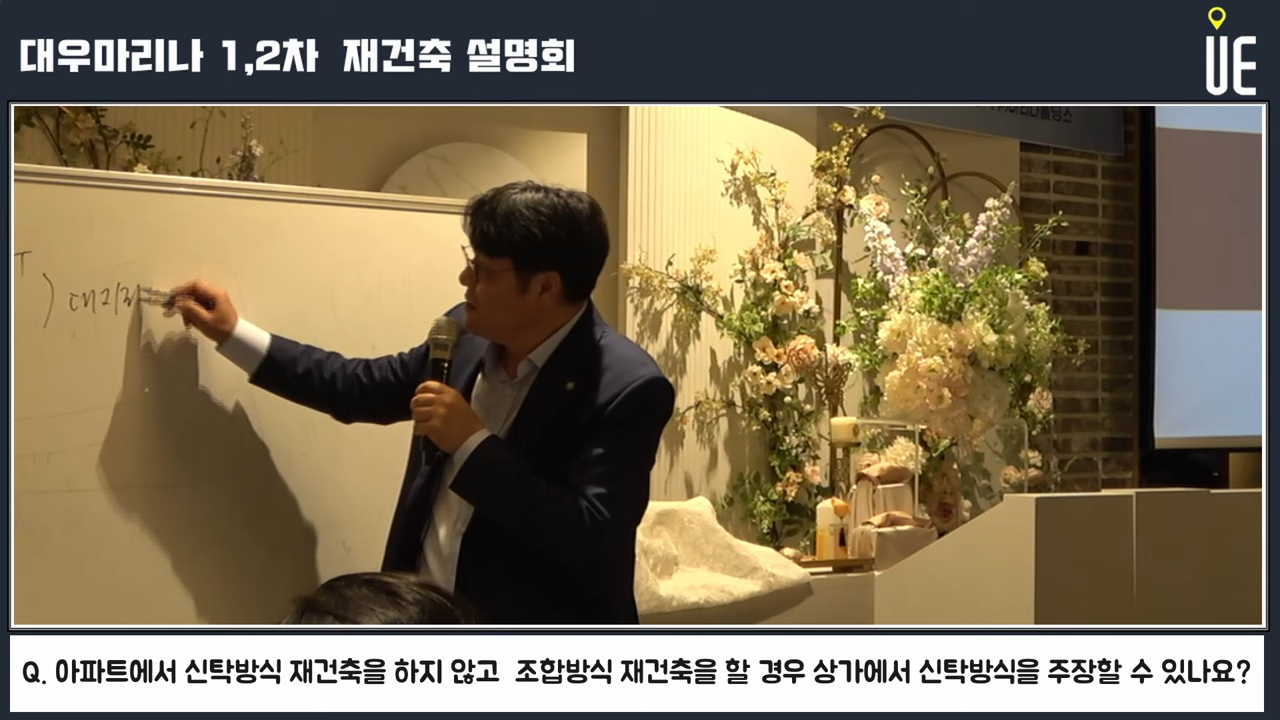 대우마리나 1,2차 재건축 설명회
UE
Q. 아파트에서 신탁방식 재건축을 하지 않고 조합방식 재건축을 할 경우 상가에서 신탁방식을 주장할 수 있나요?